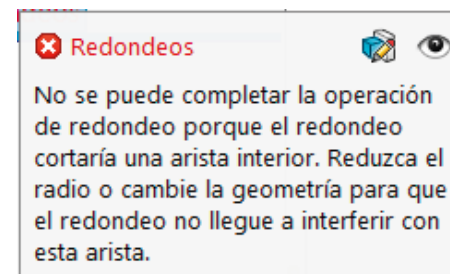 Redondeos
No se puede completar la operación
de redondeo porque el redondeo
cortaría una arista interior. Reduzca el
radio o cambie la geometría para que
el redondeo no llegue a interferir con
esta arista.